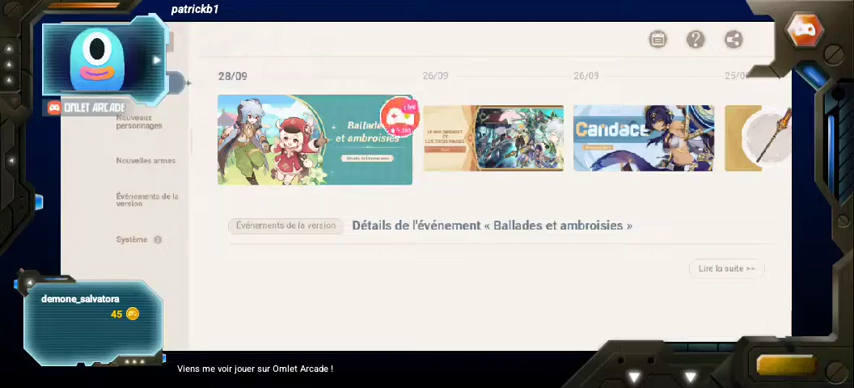 patrickb1
OMLET ARCADE
28/09
26/09
26/09
Ballades
et ambroisies
Candace
Nouveaux
personnages
Nouvelles armes
Événements de la
version
Système
Événements de la version
Détails de l'événement « Ballades et ambroisies »
Lire la suite >>
demone_salvatora
45
Viens me voir jouer sur Omlet Arcade !